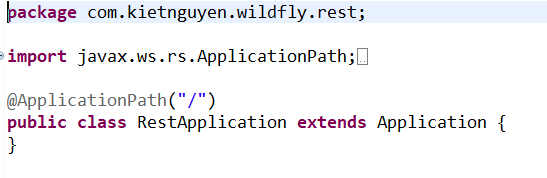 package com.kietnguyen.wildfly.rest;
import javax.ws.rs.ApplicationPath;
@ApplicationPath("/")
public class RestApplication extends Application {
}